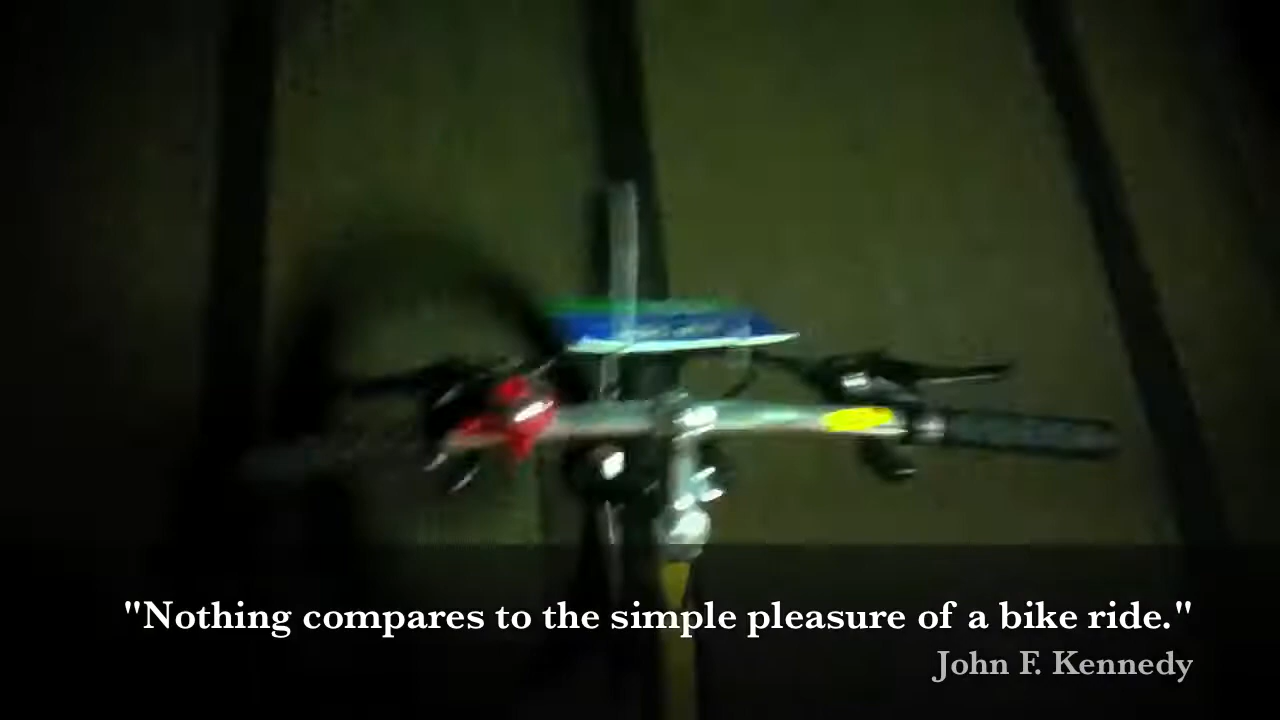 "Nothing compares to the simple pleasure of a bike ride."
John F. Kennedy